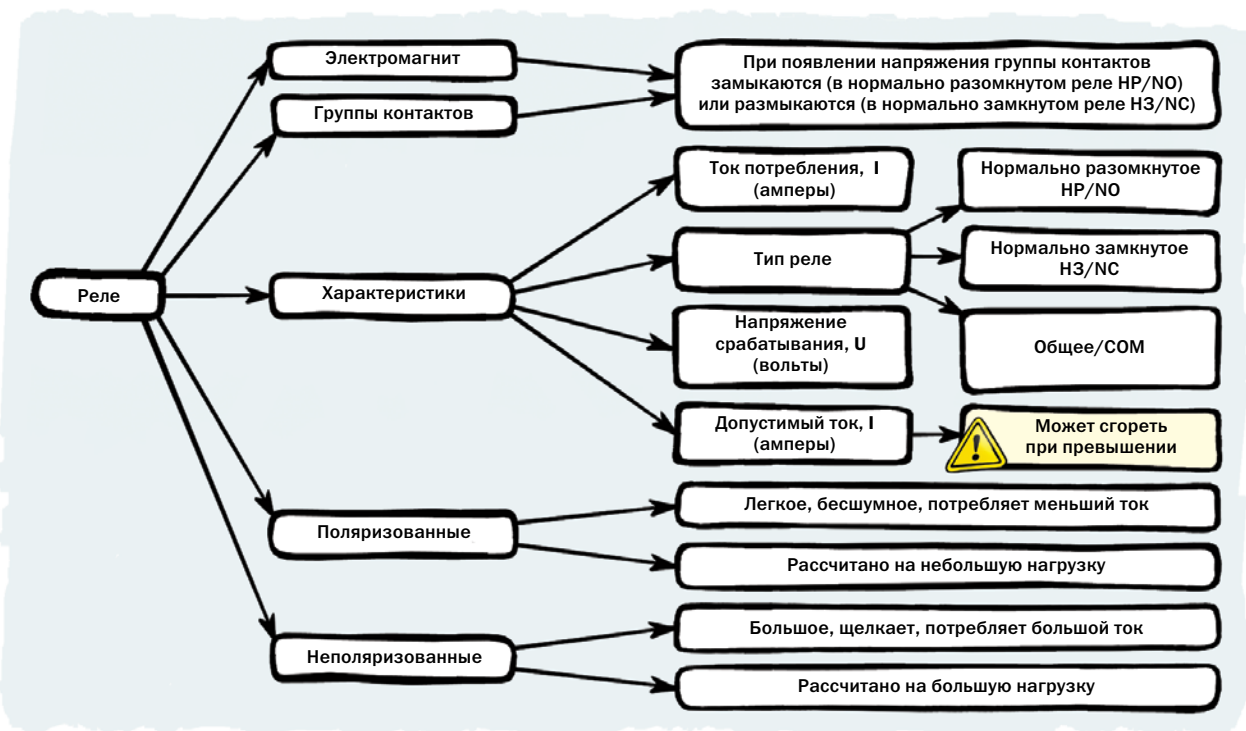 Электромагнит
Группы контактов
При появлении напряжения группы контактов
замыкаются (в нормально разомкнутом реле НР/NO)
или размыкаются (в нормально замкнутом реле НЗ/NC)
Реле
Характеристики
Ток потребления, I
(амперы)
Тип реле
Нормально разомкнутое
НР/NO
Нормально замкнутое
НЗ/NC
Общее/COM
Напряжение
срабатывания, U
(вольты)
Допустимый ток, I
(амперы)
Может сгореть
при превышении
Поляризованные
Легкое, бесшумное, потребляет меньший ток
Рассчитано на небольшую нагрузку
Неполяризованные
Большое, щелкает, потребляет большой ток
Рассчитано на большую нагрузку